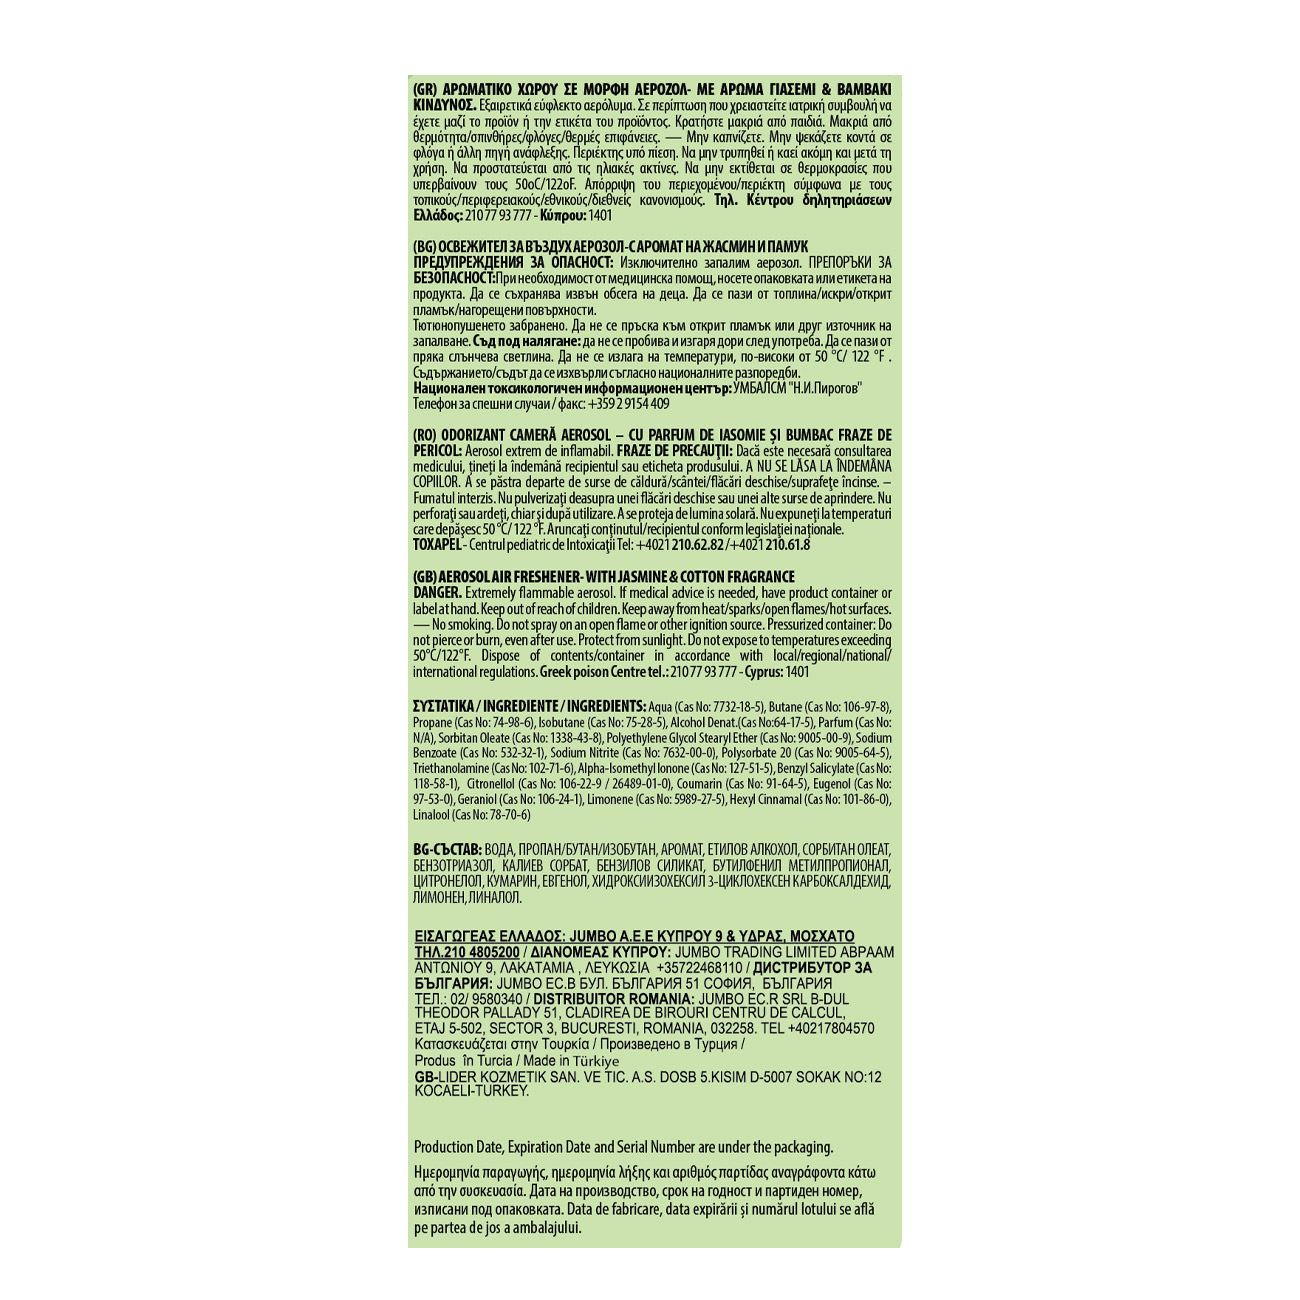 (GR) ΑΡΩΜΑΤΙΚΟ ΧΩΡΟΥ ΣΕ ΜΟΡΦΗ ΑΕΡΟΖΟΛ- ΜΕ ΑΡΩΜΑ ΓΙΑΣΕΜΙ & ΒΑΜΒΑΚΙ
ΚΙΝΔΥΝΟΣ. Εξαιρετικά εύφλεκτο αερόλυμα. Σε περίπτωση που χρειαστείτε ιατρική συμβουλή να
έχετε μαζί το προϊόν ή την ετικέτα του προϊόντος. Κρατήστε μακριά από παιδιά. Μακριά από
θερμότητα/σπινθήρες/φλόγες/θερμές επιφάνειες. — Μην καπνίζετε. Μην ψεκάζετε κοντά σε
φλόγα ή άλλη πηγή ανάφλεξης. Περιέκτης υπό πίεση. Να μην τρυπηθεί ή καεί ακόμη και μετά τη
χρήση. Να προστατεύεται από τις ηλιακές ακτίνες. Να μην εκτίθεται σε θερμοκρασίες που
υπερβαίνουν τους 50oC/122oF. Απόρριψη του περιεχομένου/περιέκτη σύμφωνα με τους
τοπικούς/περιφερειακούς/εθνικούς/διεθνείς κανονισμούς. Τηλ. Κέντρου δηλητηριάσεων
Ελλάδος: 210 77 93 777 - Κύπρου: 1401
(BG) ОСВЕЖИТЕЛ ЗА ВЪЗДУХ АЕРОЗОЛ-С АРОМАТ НА ЖАСМИН И ПАМУК
ПРЕДУПРЕЖДЕНИЯ ЗА ОПАСНОСТ: Изключително запалим аерозол. ПРЕПОРЪКИ ЗА
БЕЗОПАСНОСТ:При необходимост от медицинска помощ, носете опаковката или етикета на
продукта. Да се съхранява извън обсега на деца. Да се пази от топлина/искри/открит
пламък/нагорещени повърхности.
Тютюнопушенето забранено. Да не се пръска към открит пламък или друг източник на
запалване. Съд под налягане: да не се пробива и изгаря дори след употреба. Да се пази от
пряка слънчева светлина. Да не се излага на температури, по-високи от 50 °C/ 122 °F .
Съдържанието/съдът да се изхвърли съгласно националните разпоредби.
Национален токсикологичен информационен център: УМБАЛСМ "Н.И.Пирогов"
Телефон за спешни случаи / факс: +359 2 9154 409
(RO) ODORIZANT CAMERĂ AEROSOL – CU PARFUM DE IASOMIE ȘI BUMBAC FRAZE DE
PERICOL: Aerosol extrem de inflamabil. FRAZE DE PRECAUŢII: Dacă este necesară consultarea
medicului, ţineţi la îndemână recipientul sau eticheta produsului. A NU SE LĂSA LA ÎNDEMÂNA
COPIILOR. A se păstra departe de surse de căldură/scântei/flăcări deschise/suprafeţe încinse. –
Fumatul interzis. Nu pulverizaţi deasupra unei flăcări deschise sau unei alte surse de aprindere. Nu
perforaţi sau ardeţi, chiar şi după utilizare. A se proteja de lumina solară. Nu expuneţi la temperaturi
care depăşesc 50 °C/ 122 °F. Aruncaţi conţinutul/recipientul conform legislaţiei naţionale.
TOXAPEL - Centrul pediatric de Intoxicaţii Tel: +4021 210.62.82 /+4021 210.61.8
(GB) AEROSOL AIR FRESHENER- WITH JASMINE & COTTON FRAGRANCE
DANGER. Extremely flammable aerosol. If medical advice is needed, have product container or
label at hand. Keep out of reach of children. Keep away from heat/sparks/open flames/hot surfaces.
— No smoking. Do not spray on an open flame or other ignition source. Pressurized container: Do
not pierce or burn, even after use. Protect from sunlight. Do not expose to temperatures exceeding
50°C/122°F. Dispose of contents/container in accordance with local/regional/national/
international regulations. Greek poison Centre tel.: 210 77 93 777 - Cyprus: 1401
ΣΥΣΤΑΤΙΚΑ / INGREDIENTE / INGREDIENTS: Aqua (Cas No: 7732-18-5), Butane (Cas No: 106-97-8),
Propane (Cas No: 74-98-6), Isobutane (Cas No: 75-28-5), Alcohol Denat.(Cas No:64-17-5), Parfum (Cas No:
N/A), Sorbitan Oleate (Cas No: 1338-43-8), Polyethylene Glycol Stearyl Ether (Cas No: 9005-00-9), Sodium
Benzoate (Cas No: 532-32-1), Sodium Nitrite (Cas No: 7632-00-0), Polysorbate 20 (Cas No: 9005-64-5),
Triethanolamine (Cas No: 102-71-6), Alpha-Isomethyl Ionone (Cas No: 127-51-5), Benzyl Salicylate (Cas No:
118-58-1), Citronellol (Cas No: 106-22-9 / 26489-01-0), Coumarin (Cas No: 91-64-5), Eugenol (Cas No:
97-53-0), Geraniol (Cas No: 106-24-1), Limonene (Cas No: 5989-27-5), Hexyl Cinnamal (Cas No: 101-86-0),
Linalool (Cas No: 78-70-6)
BG-СЪСТАВ: ВОДА, ПРОПАН/БУТАН/ИЗОБУТАН, АРОМАТ, ЕТИЛОВ АЛКОХОЛ, СОРБИТАН ОЛЕАТ,
БЕНЗОТРИАЗОЛ, КАЛИЕВ СОРБАТ, БЕНЗИЛОВ СИЛИКАТ, БУТИЛФЕНИЛ МЕТИЛПРОПИОНАЛ,
ЦИТРОНЕЛОЛ, КУМАРИН, ЕВГЕНОЛ, ХИДРОКСИИЗОХЕКСИЛ 3-ЦИКЛОХЕКСЕН КАРБОКСАЛДЕХИД,
ЛИМОНЕН, ЛИНАЛОЛ.
ΕΙΣΑΓΩΓΕΑΣ ΕΛΛΑΔΟΣ: JUMBO A.E.E ΚΥΠΡΟΥ 9 & ΥΔΡΑΣ, ΜΟΣΧΑΤΟ
ΤΗΛ.210 4805200 / ΔΙΑΝΟΜΕΑΣ ΚΥΠΡΟΥ: JUMBO TRADING LIMITED ΑΒΡΑΑΜ
ΑΝΤΩΝΙΟΥ 9, ΛΑΚΑΤΑΜΙΑ , ΛΕΥΚΩΣΙΑ +35722468110 / ДИСТРИБУТОР ЗА
БЪЛГАРИЯ: JUMBO EC.B БУЛ. БЪЛГАРИЯ 51 СОФИЯ, БЪЛГАРИЯ
ТЕЛ.: 02/ 9580340 / DISTRIBUITOR ROMANIA: JUMBO EC.R SRL B-DUL
THEODOR PALLADY 51, CLADIREA DE BIROURI CENTRU DE CALCUL,
ETAJ 5-502, SECTOR 3, BUCURESTI, ROMANIA, 032258. TEL +40217804570
Κατασκευάζεται στην Τουρκία / Произведено в Турция /
Produs în Turcia / Made in Türkiye
GB-LIDER KOZMETIK SAN. VE TIC. A.S. DOSB 5.KISIM D-5007 SOKAK NO:12
KOCAELI-TURKEY.
Production Date, Expiration Date and Serial Number are under the packaging.
Ημερομηνία παραγωγής, ημερομηνία λήξης και αριθμός παρτίδας αναγράφοντα κάτω
από την συσκευασία. Дата на производство, срок на годност и партиден номер,
изписани под опаковката. Data de fabricare, data expirării și numărul lotului se află
pe partea de jos a ambalajului.